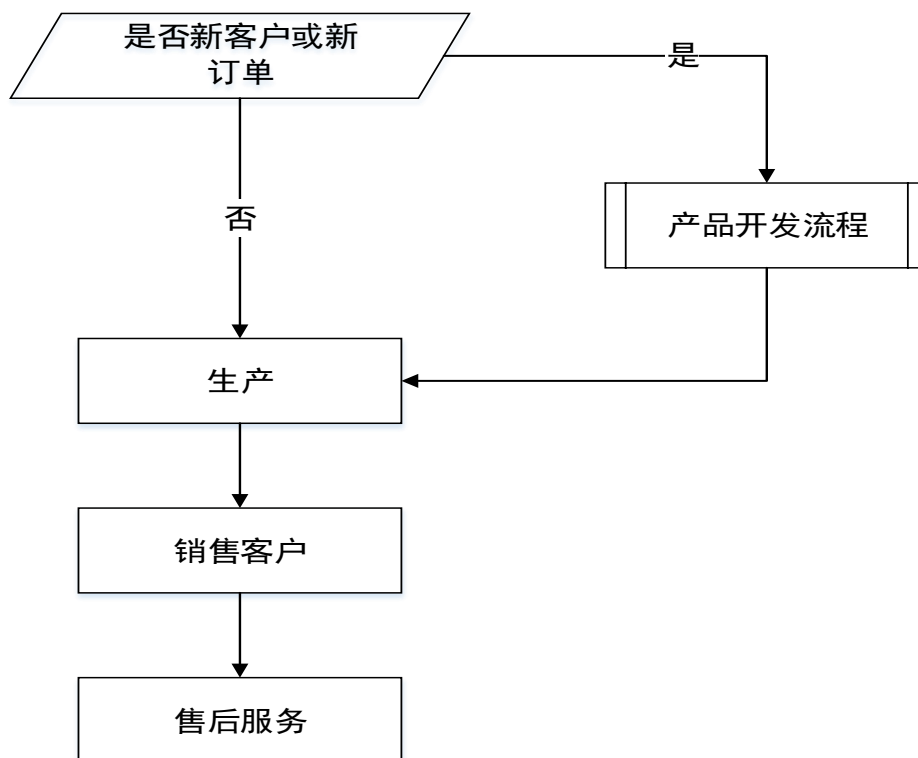 是否新客户或新
订单
是
产品开发流程
否
生产
销售客户
售后服务